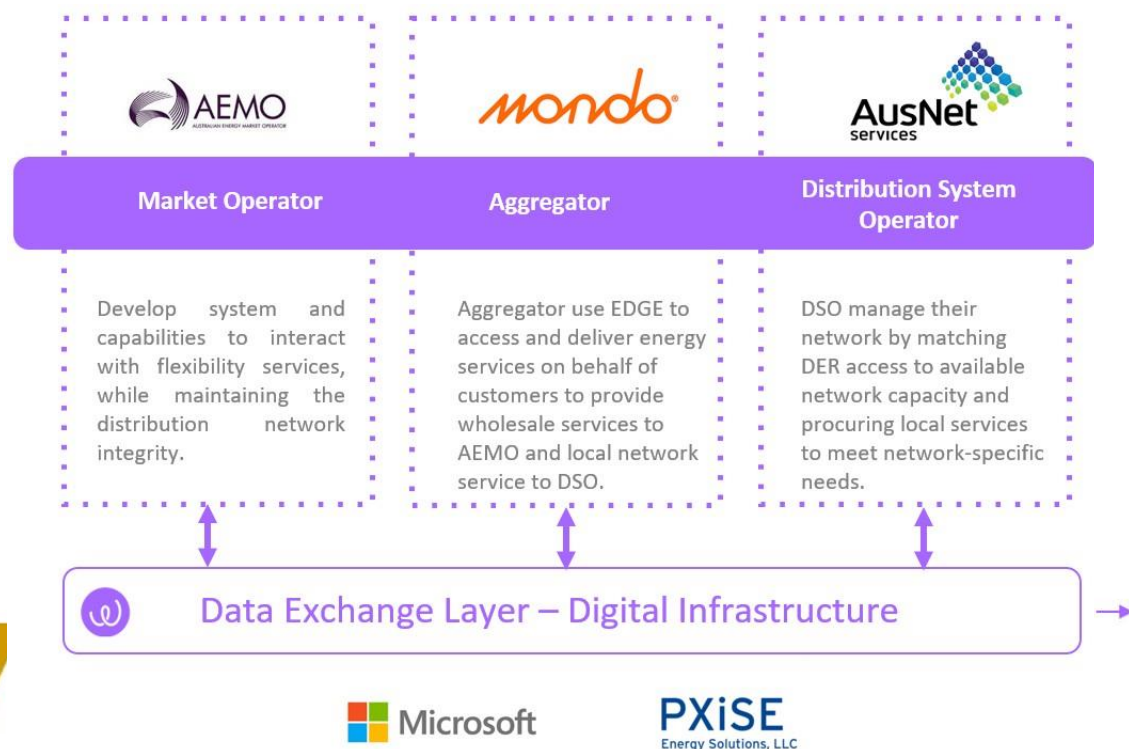 AEMO
AUSTRALIAN ENERGY MARKET OPERATOR
mondo®
AusNet
services
Market Operator
Aggregator
Distribution System
Operator
Develop system and
capabilities to interact
with flexibility services,
while maintaining the
distribution network
integrity.
Aggregator use EDGE to
access and deliver energy
services on behalf of
customers to provide
wholesale services to
AEMO and local network
service to DSO.
DSO manage their
network by matching
DER access to available
network capacity and
procuring local services
to meet network-specific
needs.
Data Exchange Layer – Digital Infrastructure
Microsoft
PXiSE
Energy Solutions, LLC